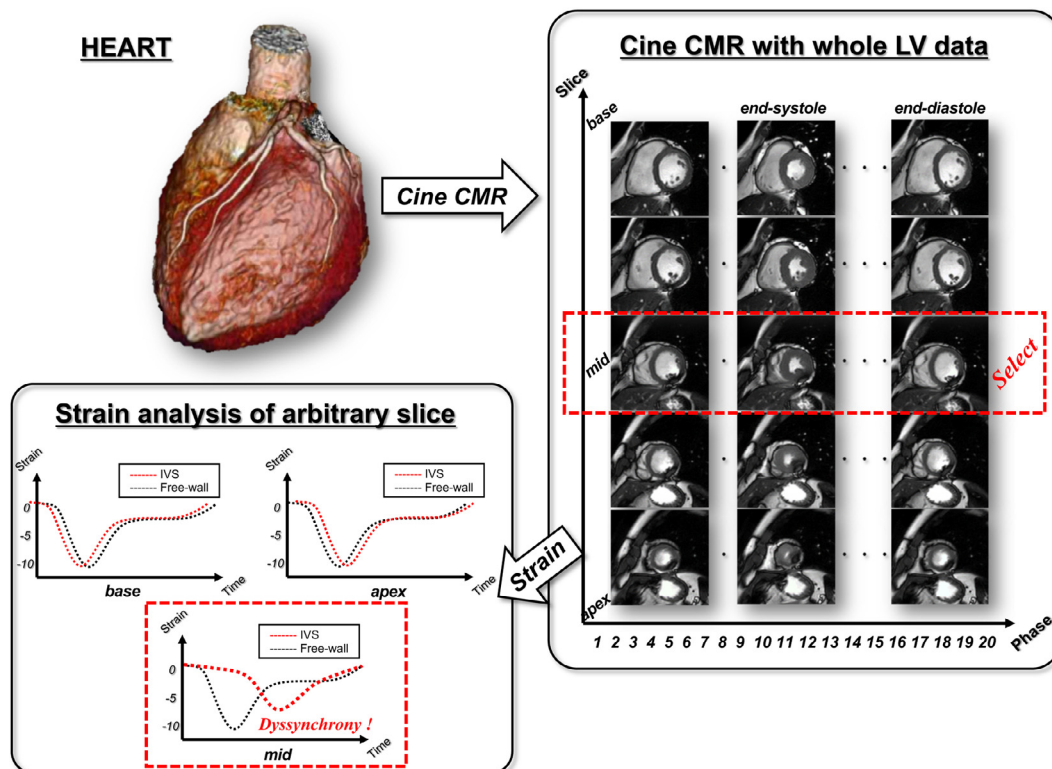 HEART
Cine CMR
Cine CMR with whole LV data
Slice
base
end-systole
end-diastole
mid
Select
apex
1 2 3 4 5 6 7 8 9 10 11 12 13 14 15 16 17 18 19 20
Phase
Strain
Strain analysis of arbitrary slice
Strain
IVS
Free-wall
0
-5
-10
Time
base
Strain
IVS
Free-wall
0
-5
-10
Time
apex
Strain
IVS
Free-wall
0
-5
-10
Dyssynchrony !
Time
mid